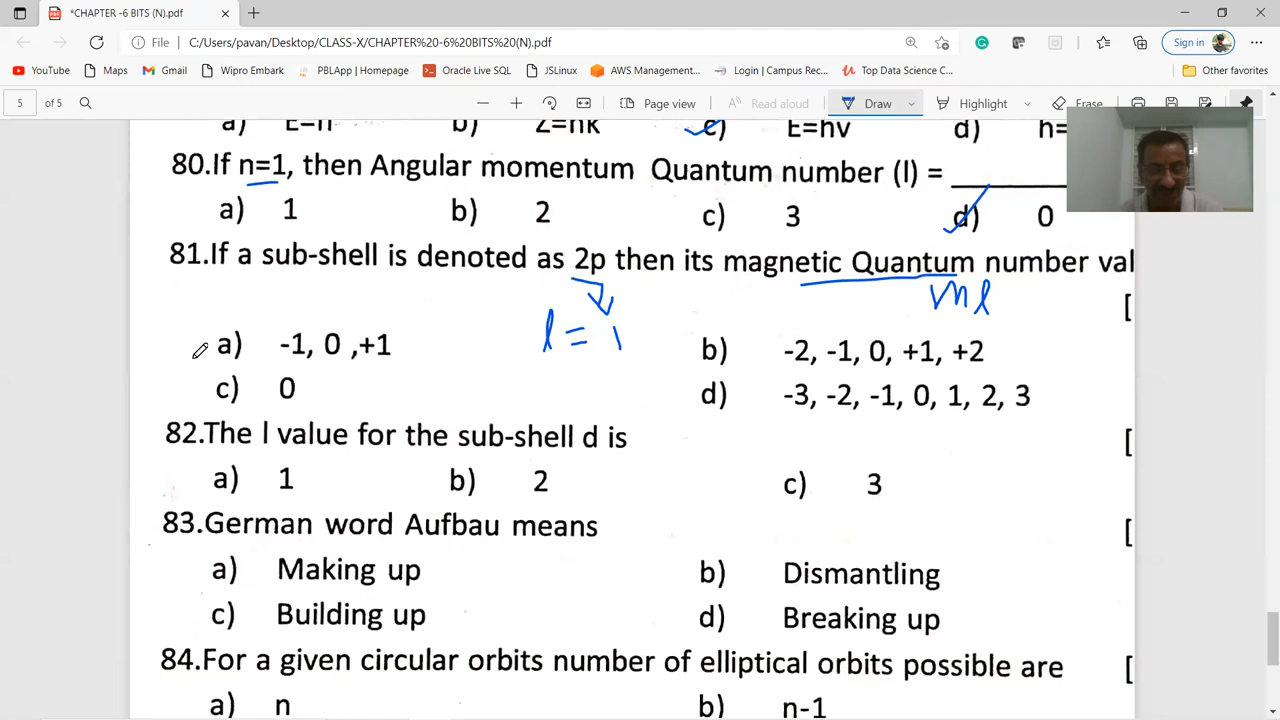 *CHAPTER -6 BITS (N).pdf
File C:/Users/pavan/Desktop/CLASS-X/CHAPTER%20-6%20BITS%20(N).pdf Sign in
YouTube Maps Gmail Wipro Embark PBLApp | Homepage Oracle Live SQL JSLinux AWS Management... Login | Campus Rec... Top Data Science C... Other favorites
5 of 5 Page view Read aloud Draw Highlight Erase
a) E=n b) Z=nk c) E=hv d) h=
80.If n=1, then Angular momentum Quantum number (l) = ___
a) 1 b) 2 c) 3 d) 0
81.If a sub-shell is denoted as 2p then its magnetic Quantum number val
ml
[
l = 1
a) -1, 0 ,+1 b) -2, -1, 0, +1, +2
c) 0 d) -3, -2, -1, 0, 1, 2, 3
82.The l value for the sub-shell d is [
a) 1 b) 2 c) 3
83.German word Aufbau means [
a) Making up b) Dismantling
c) Building up d) Breaking up
84.For a given circular orbits number of elliptical orbits possible are [
a) n b) n-1